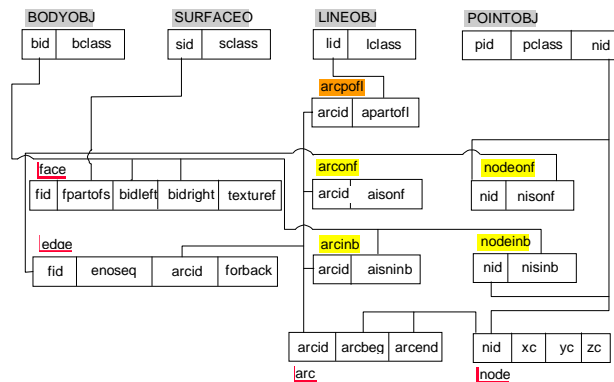 BODYOBJ SURFACEO LINEOBJ POINTOBJ
bid bclass sid sclass lid lclass pid pclass nid
arcpofl
arcid apartofl
face arconf nodeonf
fid fpartofs bidleft bidright texturef arcid aisonf nid nisonf
edge arcinb nodeinb
fid enoseq arcid forback arcid aisninb nid nisinb
arcid arcbeg arcend nid xc yc zc
arc node